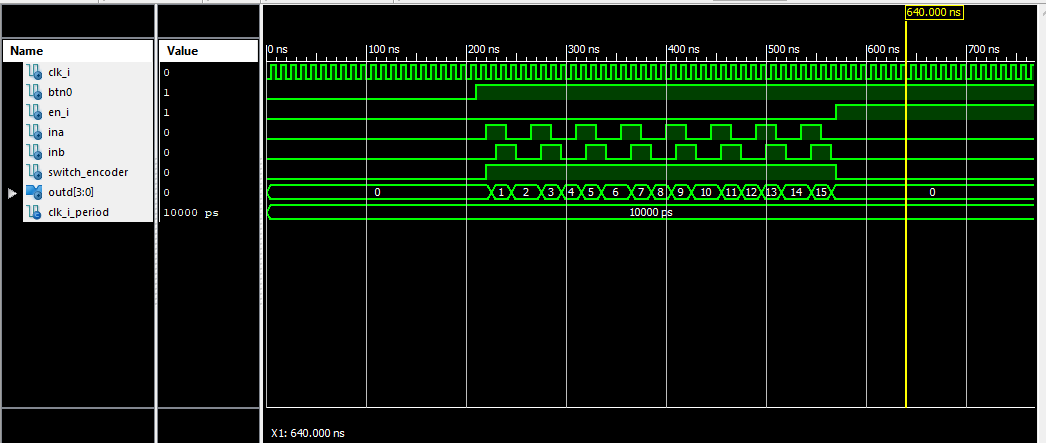 640.000 ns
Name Value
0 ns 100 ns 200 ns 300 ns 400 ns 500 ns 600 ns 700 ns
clk_i 0
btn0 1
en_i 1
ina 0
inb 0
switch_encoder 0
outd[3:0] 0 0 1 2 3 4 5 6 7 8 9 10 11 12 13 14 15 0
clk_i_period 10000 ps 10000 ps
X1: 640.000 ns